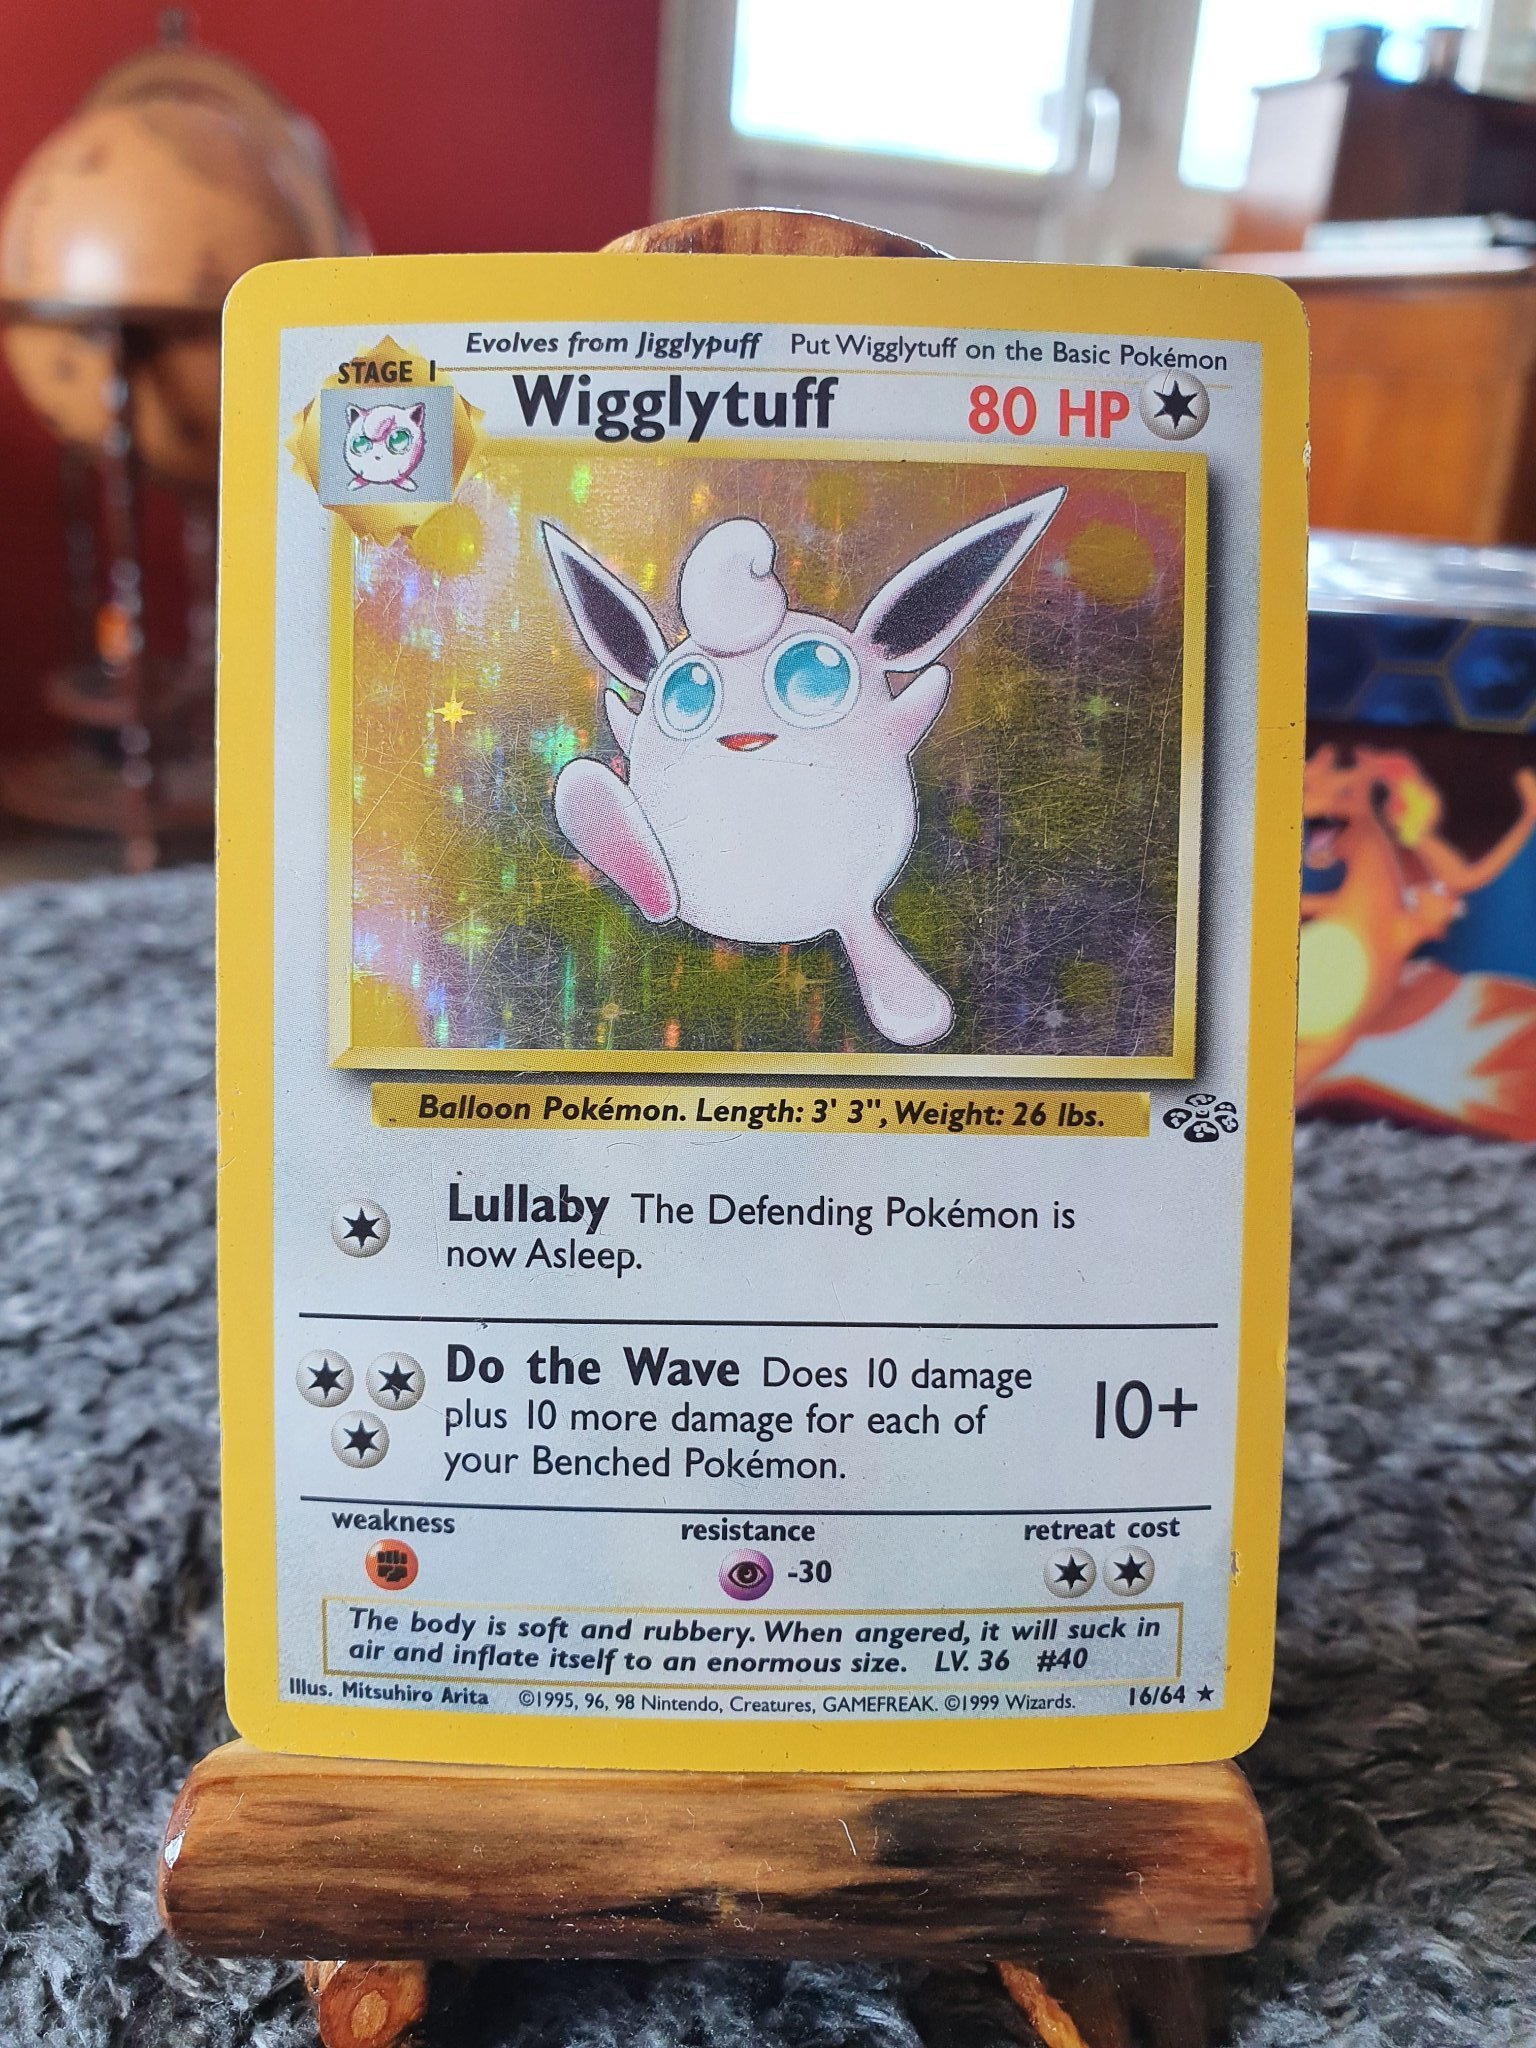 Evolves from Jigglypuff Put Wigglytuff on the Basic Pokémon
STAGE 1
Wigglytuff 80 HP
Balloon Pokémon. Length: 3' 3", Weight: 26 lbs.
Lullaby The Defending Pokémon is
now Asleep.
Do the Wave Does 10 damage
plus 10 more damage for each of
your Benched Pokémon.
10+
weakness resistance retreat cost
-30
The body is soft and rubbery. When angered, it will suck in
air and inflate itself to an enormous size. LV. 36 #40
Illus. Mitsuhiro Arita ©1995, 96, 98 Nintendo, Creatures, GAMEFREAK. ©1999 Wizards. 16/64 ★